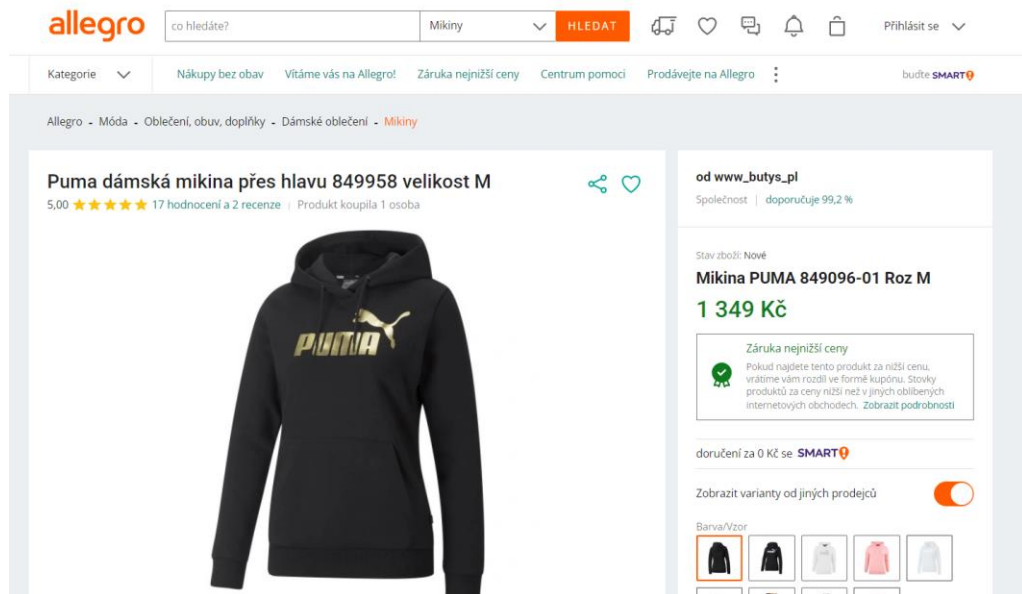 allegro
co hledáte?
Mikiny
HLEDAT
Přihlásit se
Kategorie
Nákupy bez obav
Vítáme vás na Allegro!
Záruka nejnižší ceny
Centrum pomoci
Prodávejte na Allegro
buďte SMART!
Allegro - Móda - Oblečení, obuv, doplňky - Dámské oblečení - Mikiny
Puma dámská mikina přes hlavu 849958 velikost M
5,00 17 hodnocení a 2 recenze | Produkt koupila 1 osoba
PUMA
od www_butys_pl
Společnost | doporučuje 99,2 %
Stav zboží: Nové
Mikina PUMA 849096-01 Roz M
1 349 Kč
Záruka nejnižší ceny
Pokud najdete tento produkt za nižší cenu,
vrátíme vám rozdíl ve formě kupónu. Stovky
produktů za ceny nižší než v jiných oblíbených
internetových obchodech. Zobrazit podrobnosti
doručení za 0 Kč se SMART!
Zobrazit varianty od jiných prodejců
Barva/Vzor